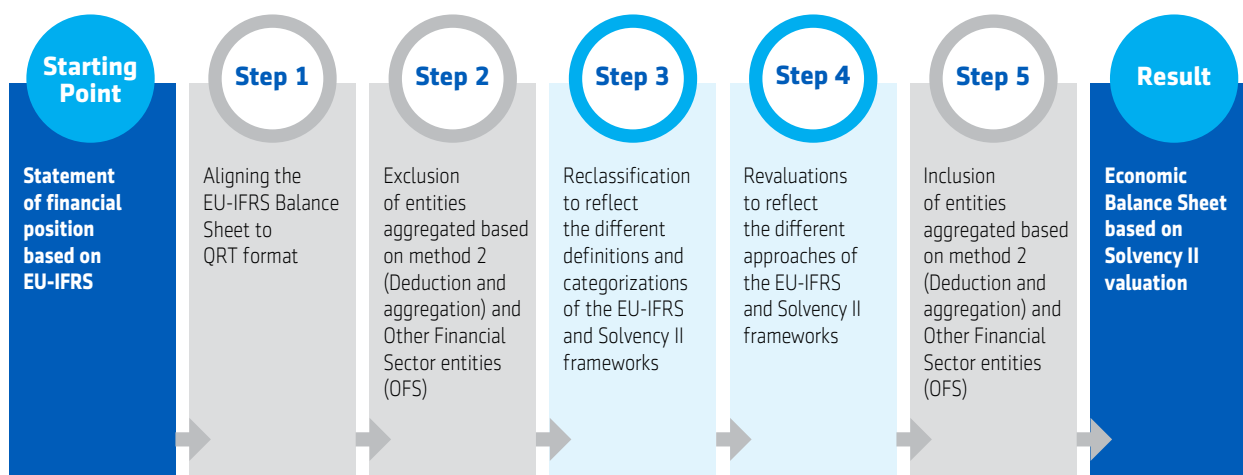 Starting
Point
Statement
of financial
position
based on
EU-IFRS
Step 1
Aligning the
EU-IFRS Balance
Sheet to
QRT format
Step 2
Exclusion
of entities
aggregated based
on method 2
(Deduction and
aggregation) and
Other Financial
Sector entities
(OFS)
Step 3
Reclassification
to reflect
the different
definitions and
categorizations
of the EU-IFRS
and Solvency II
frameworks
Step 4
Revaluations
to reflect
the different
approaches of
the EU-IFRS
and Solvency II
frameworks
Step 5
Inclusion
of entities
aggregated based
on method 2
(Deduction and
aggregation) and
Other Financial
Sector entities
(OFS)
Result
Economic
Balance Sheet
based on
Solvency II
valuation